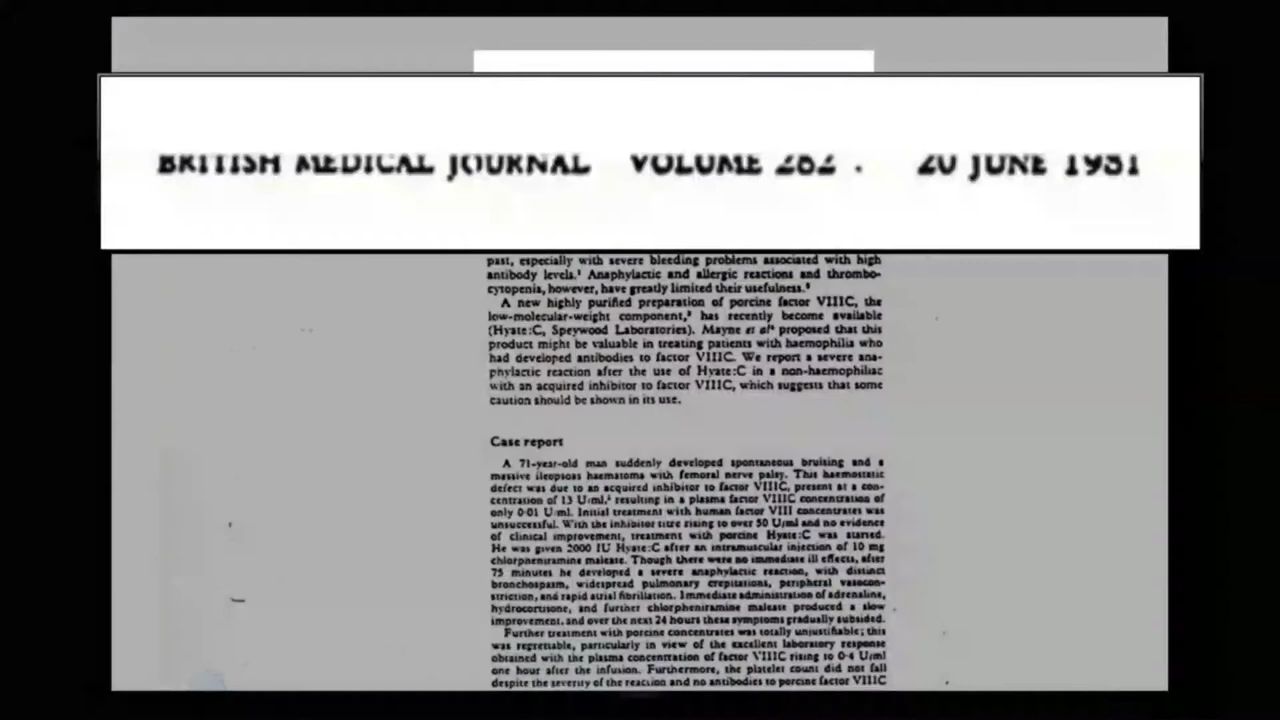 BRITISH MEDICAL JOURNAL VOLUME 282 . 20 JUNE 1981
past, especially with severe bleeding problems associated with high
antibody levels.¹ Anaphylactic and allergic reactions and thrombo-
cytopenia, however, have greatly limited their usefulness.²
A new highly purified preparation of porcine factor VIIIC, the
low-molecular-weight component,³ has recently become available
(Hyate:C, Speywood Laboratories). Mayne et al⁴ proposed that this
product might be valuable in treating patients with haemophilia who
had developed antibodies to factor VIIIC. We report a severe ana-
phylactic reaction after the use of Hyate:C in a non-haemophiliac
with an acquired inhibitor to factor VIIIC, which suggests that some
caution should be shown in its use.
Case report
A 71-year-old man suddenly developed spontaneous bruising and a
massive ileopsoas haematoma with femoral nerve palsy. This haemostatic
defect was due to an acquired inhibitor to factor VIIIC, present at a con-
centration of 13 U/ml, resulting in a plasma factor VIIIC concentration of
only 0·01 U/ml. Initial treatment with human factor VIII concentrates was
unsuccessful. With the inhibitor titre rising to over 50 U/ml and no evidence
of clinical improvement, treatment with porcine Hyate:C was started.
He was given 2000 IU Hyate:C after an intramuscular injection of 10 mg
chlorpheniramine maleate. Though there were no immediate ill effects, after
75 minutes he developed a severe anaphylactic reaction, with distinct
bronchospasm, widespread pulmonary crepitations, peripheral vasocon-
striction, and rapid atrial fibrillation. Immediate administration of adrenaline,
hydrocortisone, and further chlorpheniramine maleate produced a slow
improvement, and over the next 24 hours these symptoms gradually subsided.
Further treatment with porcine concentrates was totally unjustifiable; this
was regrettable, particularly in view of the excellent laboratory response
obtained with the plasma concentration of factor VIIIC rising to 0·4 U/ml
one hour after the infusion. Furthermore, the platelet count did not fall
despite the severity of the reaction and no antibodies to porcine factor VIIIC